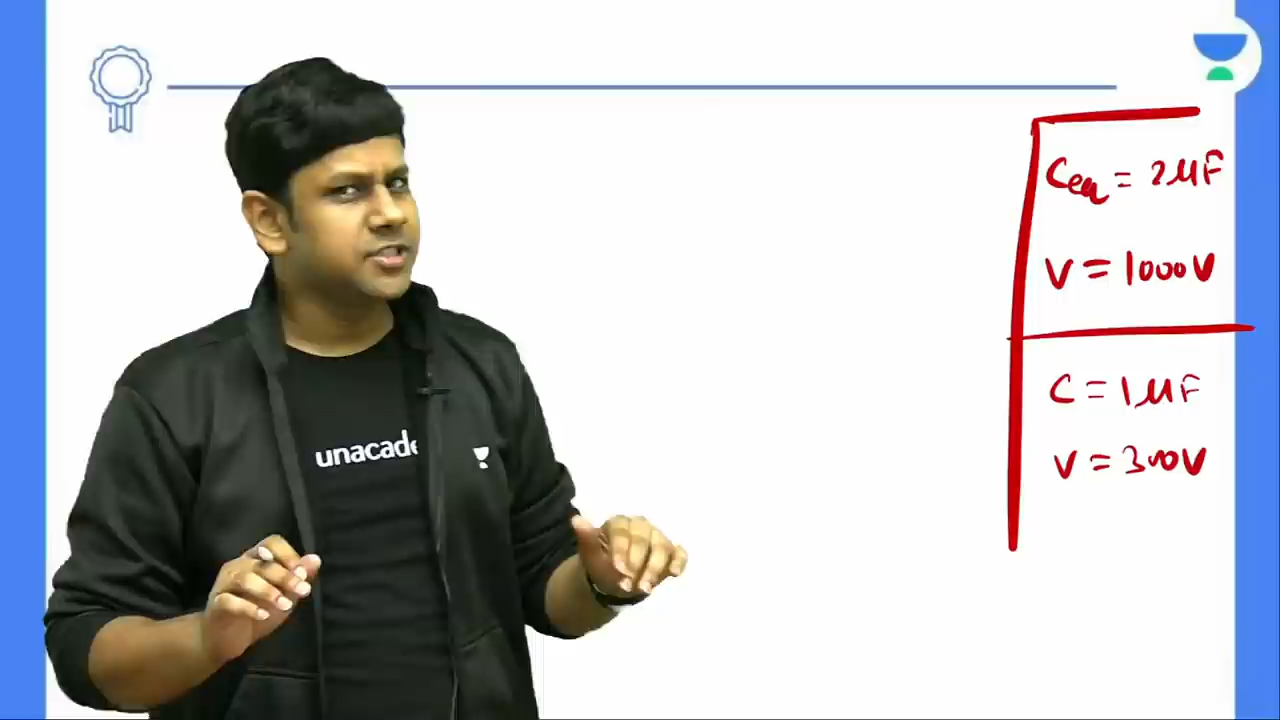 unacade
Ceq = 2μF
V = 1000V
C = 1μF
V = 300V